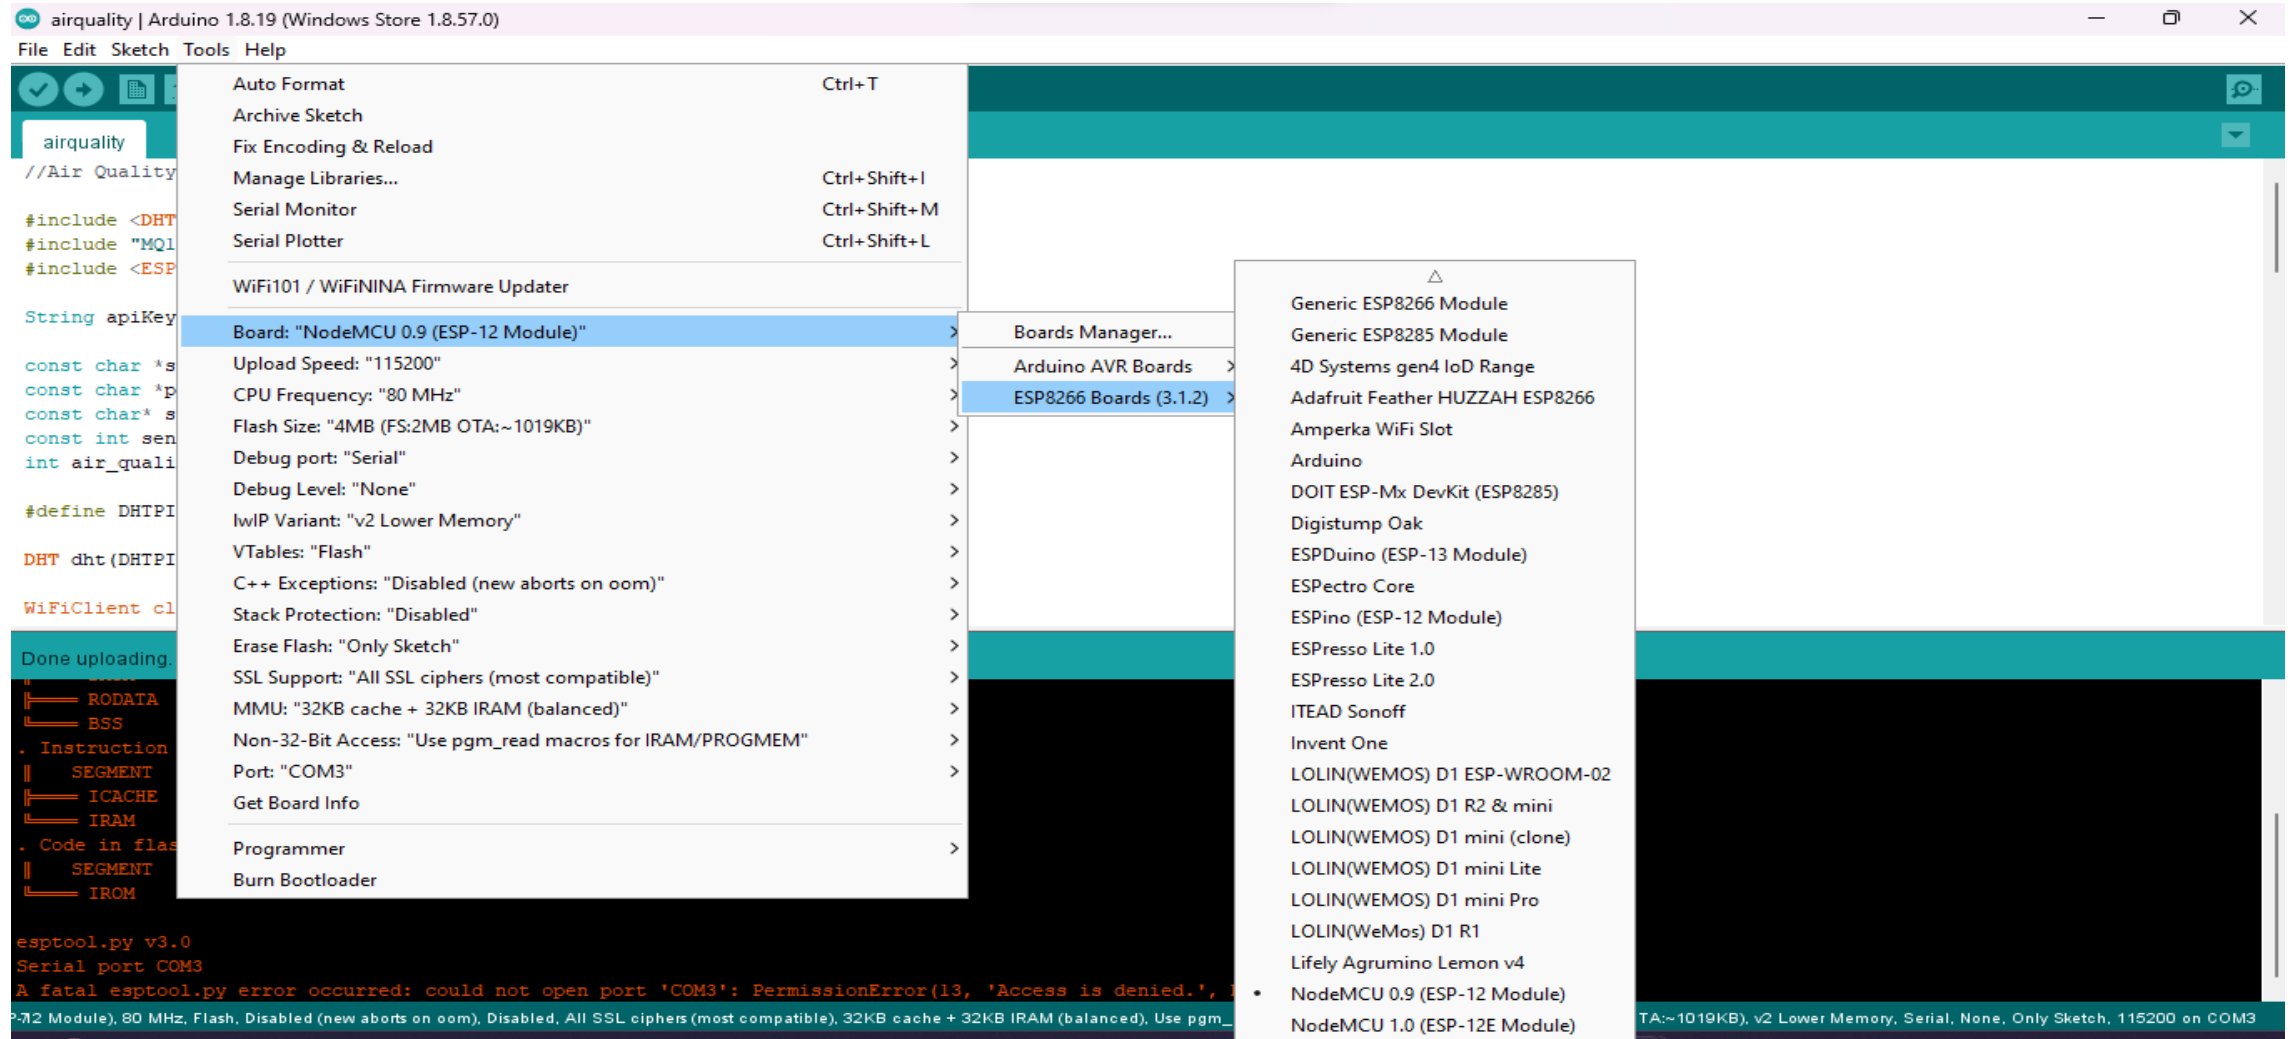 airquality | Arduino 1.8.19 (Windows Store 1.8.57.0)
File Edit Sketch Tools Help
airquality
//Air Quality
#include <DHT
#include "MQ1
#include <ESP
String apiKey
const char *s
const char *p
const char* s
const int sen
int air_quali
#define DHTPI
DHT dht(DHTPI
WiFiClient cl
Auto Format Ctrl+T
Archive Sketch
Fix Encoding & Reload
Manage Libraries... Ctrl+Shift+I
Serial Monitor Ctrl+Shift+M
Serial Plotter Ctrl+Shift+L
WiFi101 / WiFiNINA Firmware Updater
Board: "NodeMCU 0.9 (ESP-12 Module)"
Upload Speed: "115200"
CPU Frequency: "80 MHz"
Flash Size: "4MB (FS:2MB OTA:~1019KB)"
Debug port: "Serial"
Debug Level: "None"
lwIP Variant: "v2 Lower Memory"
VTables: "Flash"
C++ Exceptions: "Disabled (new aborts on oom)"
Stack Protection: "Disabled"
Erase Flash: "Only Sketch"
SSL Support: "All SSL ciphers (most compatible)"
MMU: "32KB cache + 32KB IRAM (balanced)"
Non-32-Bit Access: "Use pgm_read macros for IRAM/PROGMEM"
Port: "COM3"
Get Board Info
Programmer
Burn Bootloader
Boards Manager...
Arduino AVR Boards
ESP8266 Boards (3.1.2)
Generic ESP8266 Module
Generic ESP8285 Module
4D Systems gen4 IoD Range
Adafruit Feather HUZZAH ESP8266
Amperka WiFi Slot
Arduino
DOIT ESP-Mx DevKit (ESP8285)
Digistump Oak
ESPDuino (ESP-13 Module)
ESPectro Core
ESPino (ESP-12 Module)
ESPresso Lite 1.0
ESPresso Lite 2.0
ITEAD Sonoff
Invent One
LOLIN(WEMOS) D1 ESP-WROOM-02
LOLIN(WEMOS) D1 R2 & mini
LOLIN(WEMOS) D1 mini (clone)
LOLIN(WEMOS) D1 mini Lite
LOLIN(WEMOS) D1 mini Pro
LOLIN(WeMos) D1 R1
Lifely Agrumino Lemon v4
NodeMCU 0.9 (ESP-12 Module)
NodeMCU 1.0 (ESP-12E Module)
Done uploading.
RODATA
BSS
. Instruction
SEGMENT
ICACHE
IRAM
. Code in flas
SEGMENT
IROM
esptool.py v3.0
Serial port COM3
A fatal esptool.py error occurred: could not open port 'COM3': PermissionError(13, 'Access is denied.',
Module), 80 MHz, Flash, Disabled (new aborts on oom), Disabled, All SSL ciphers (most compatible), 32KB cache + 32KB IRAM (balanced), Use pgm_ TA:~1019KB), v2 Lower Memory, Serial, None, Only Sketch, 115200 on COM3